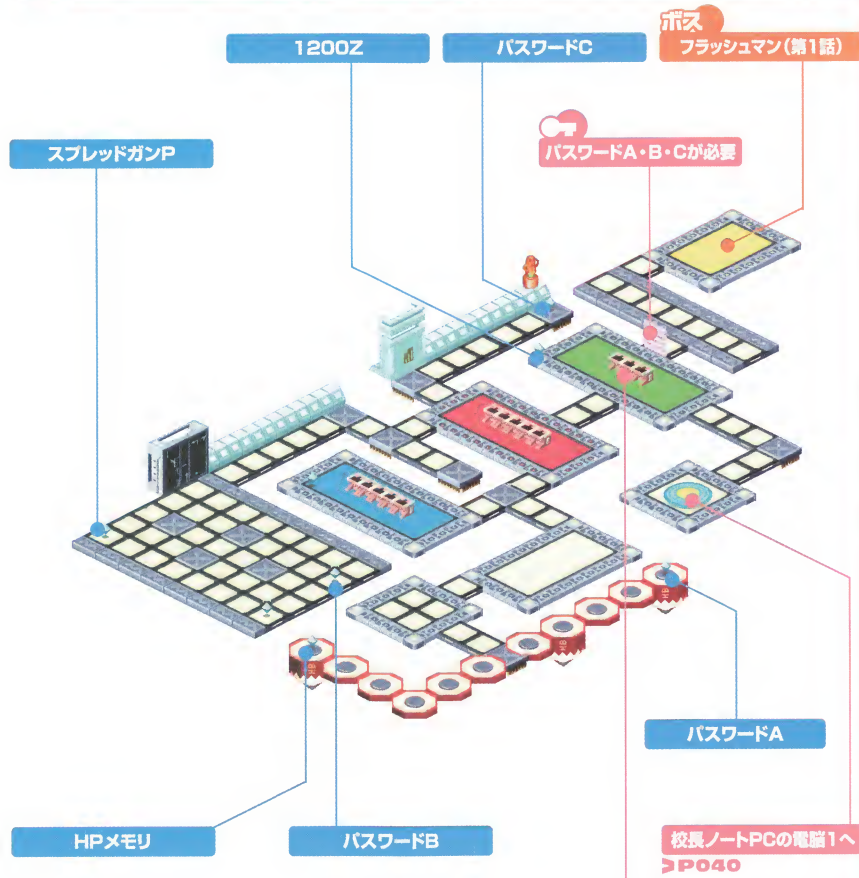 ボス
1200Z
パスワードC
フラッシュマン(第1話)
スプレッドガンP
パスワードA・B・Cが必要
パスワードA
HPメモリ
パスワードB
校長ノートPCの電脳1へ
>P040